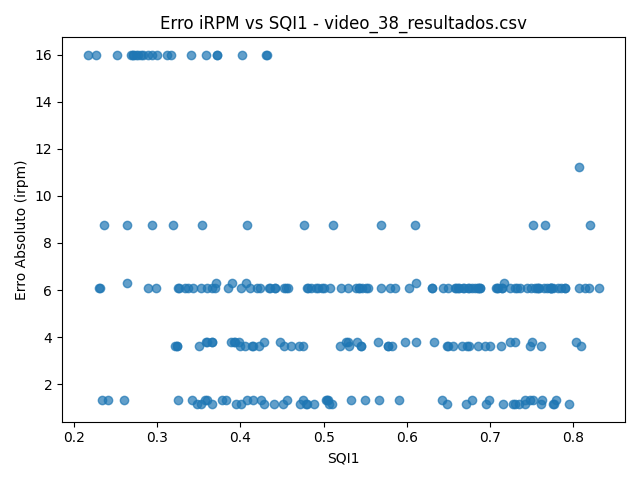 Erro iRPM vs SQI1 - video_38_resultados.csv
Erro Absoluto (irpm)
16
14
12
10
8
6
4
2
0.2 0.3 0.4 0.5 0.6 0.7 0.8
SQI1